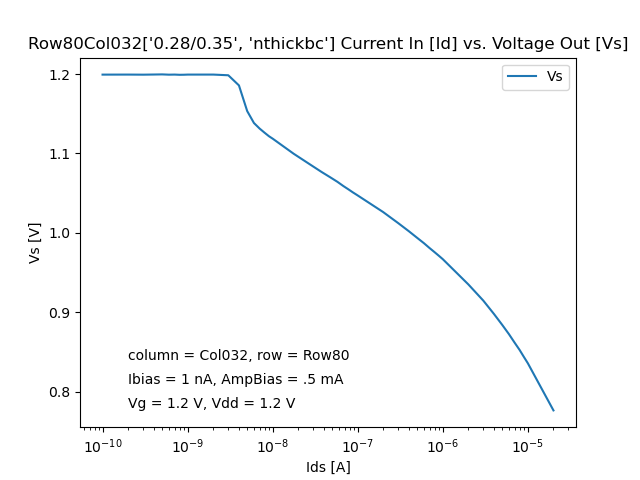 Row80Col032['0.28/0.35', 'nthickbc'] Current In [Id] vs. Voltage Out [Vs]
Vs
1.2
1.1
1.0
0.9
0.8
Vs [V]
column = Col032, row = Row80
Ibias = 1 nA, AmpBias = .5 mA
Vg = 1.2 V, Vdd = 1.2 V
10⁻¹⁰ 10⁻⁹ 10⁻⁸ 10⁻⁷ 10⁻⁶ 10⁻⁵
Ids [A]